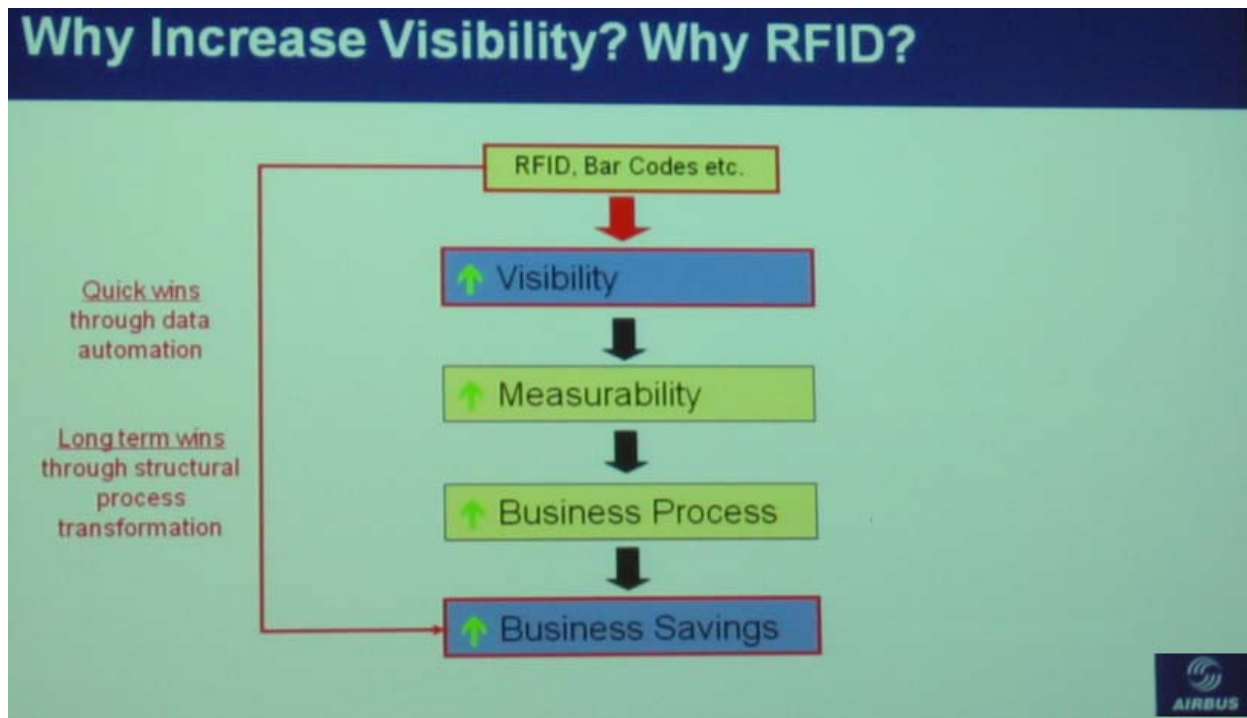 Why Increase Visibility? Why RFID?
RFID, Bar Codes etc.
Visibility
Quick wins
through data
automation
Measurability
Long term wins
through structural
process
transformation
Business Process
Business Savings
AIRBUS